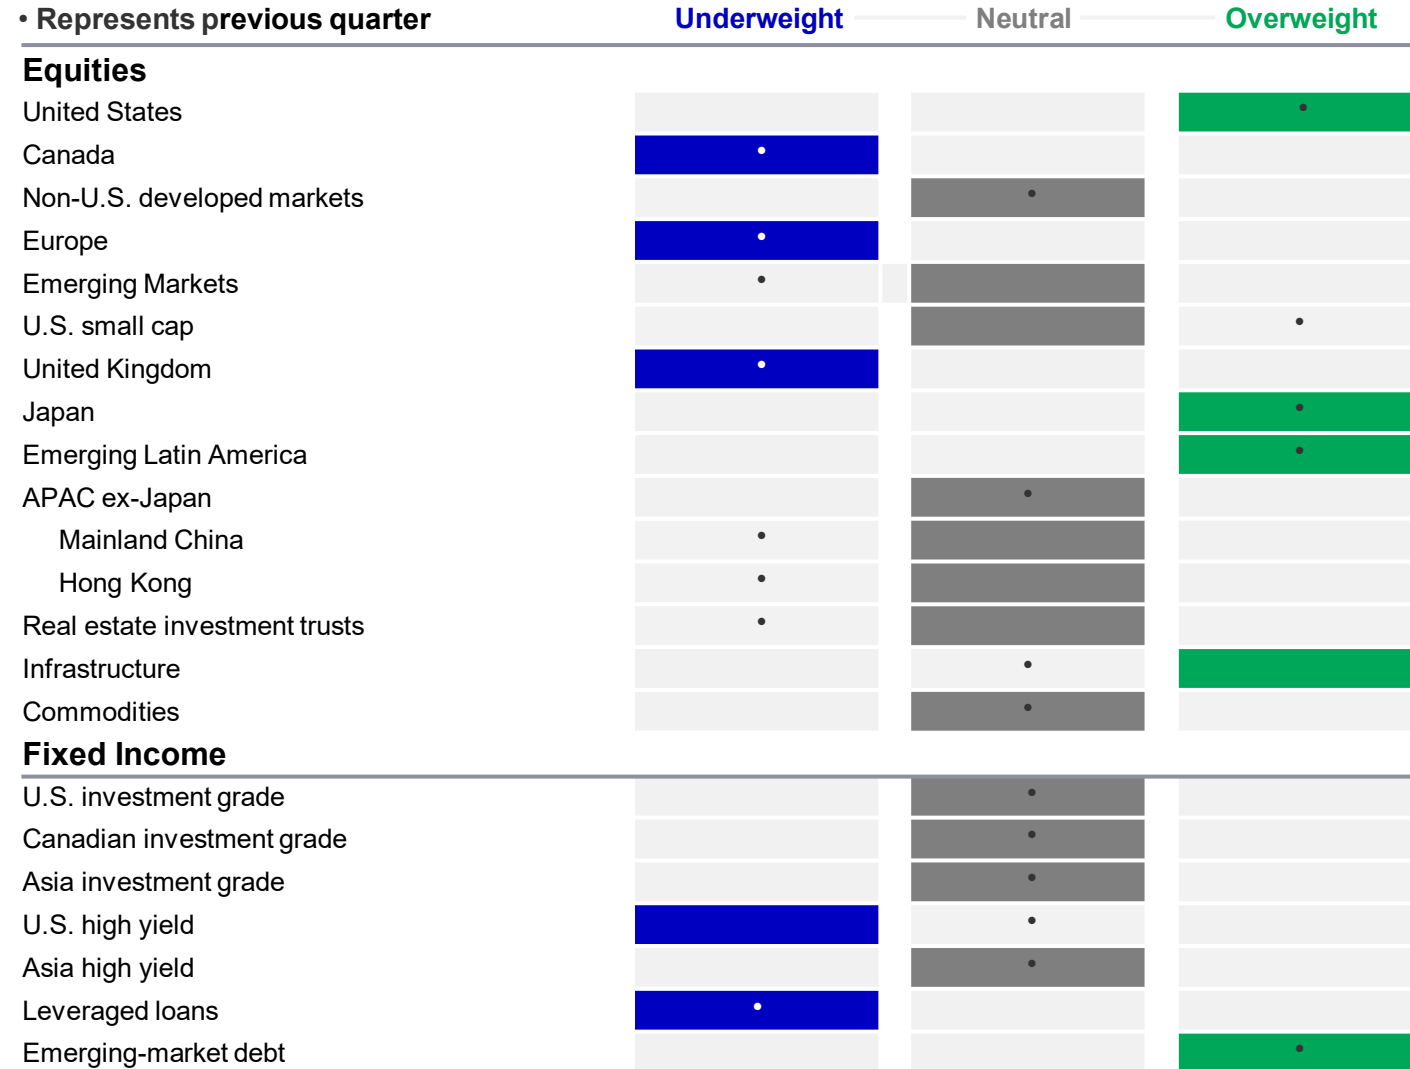 • Represents previous quarter Underweight Neutral Overweight
Equities
United States
Canada
Non-U.S. developed markets
Europe
Emerging Markets
U.S. small cap
United Kingdom
Japan
Emerging Latin America
APAC ex-Japan
Mainland China
Hong Kong
Real estate investment trusts
Infrastructure
Commodities
Fixed Income
U.S. investment grade
Canadian investment grade
Asia investment grade
U.S. high yield
Asia high yield
Leveraged loans
Emerging-market debt